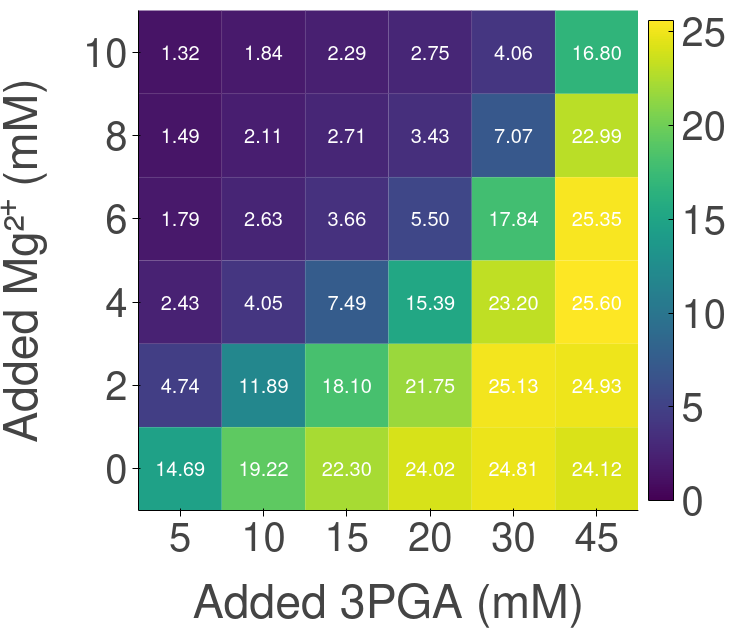 Added Mg²⁺ (mM)
10 1.32 1.84 2.29 2.75 4.06 16.80
8 1.49 2.11 2.71 3.43 7.07 22.99
6 1.79 2.63 3.66 5.50 17.84 25.35
4 2.43 4.05 7.49 15.39 23.20 25.60
2 4.74 11.89 18.10 21.75 25.13 24.93
0 14.69 19.22 22.30 24.02 24.81 24.12
5 10 15 20 30 45
Added 3PGA (mM)
25
20
15
10
5
0